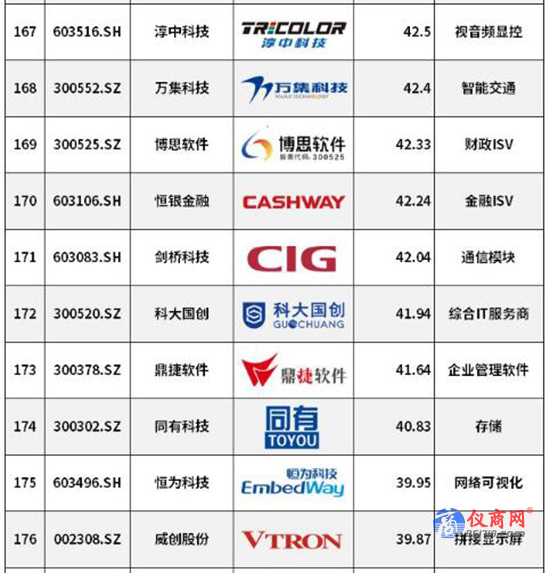 167 603516.SH 淳中科技 TRICOLOR 淳中科技 42.5 视音频显控
168 300552.SZ 万集科技 万集科技 42.4 智能交通
169 300525.SZ 博思软件 博思软件 股票代码:300525 42.33 财政ISV
170 603106.SH 恒银金融 CASHWAY 42.24 金融ISV
171 603083.SH 剑桥科技 CIG 42.04 通信模块
172 300520.SZ 科大国创 科大国创 GUOCHUANG 41.94 综合IT服务商
173 300378.SZ 鼎捷软件 鼎捷软件 41.64 企业管理软件
174 300302.SZ 同有科技 同有 TOYOU 40.83 存储
175 603496.SH 恒为科技 恒为科技 EmbedWay 39.95 网络可视化
176 002308.SZ 威创股份 VTRON 39.87 拼接显示屏
商 仪商网®